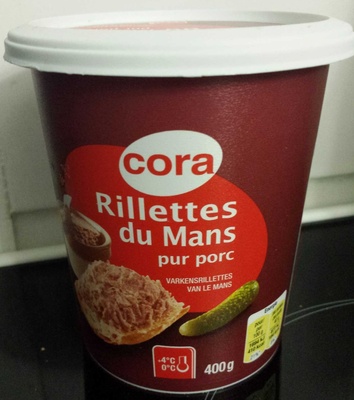 cora
Rillettes
du Mans
pur porc
VARKENSRILLETTES
VAN LE MANS
-4°C
0°C
400g